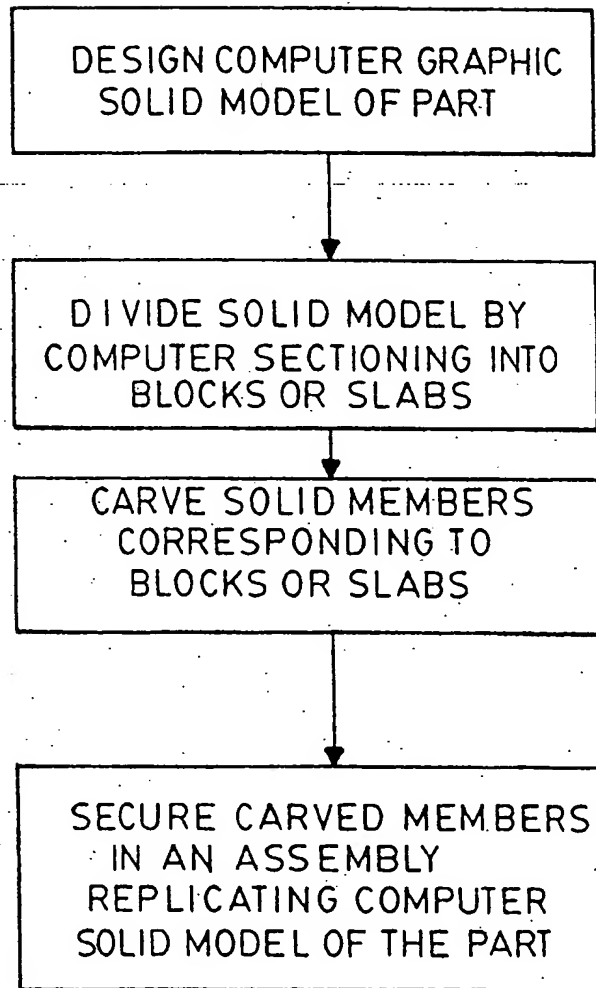 DESIGN COMPUTER GRAPHIC
SOLID MODEL OF PART
DIVIDE SOLID MODEL BY
COMPUTER SECTIONING INTO
BLOCKS OR SLABS
CARVE SOLID MEMBERS
CORRESPONDING TO
BLOCKS OR SLABS
SECURE CARVED MEMBERS
IN AN ASSEMBLY
REPLICATING COMPUTER
SOLID MODEL OF THE PART